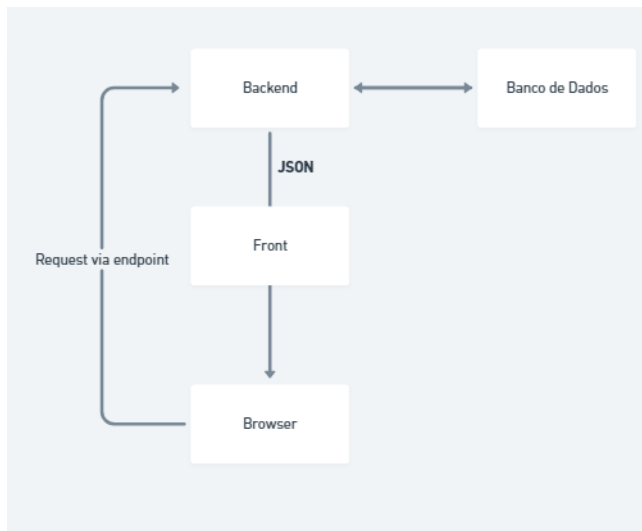 Backend
Banco de Dados
JSON
Front
Request via endpoint
Browser